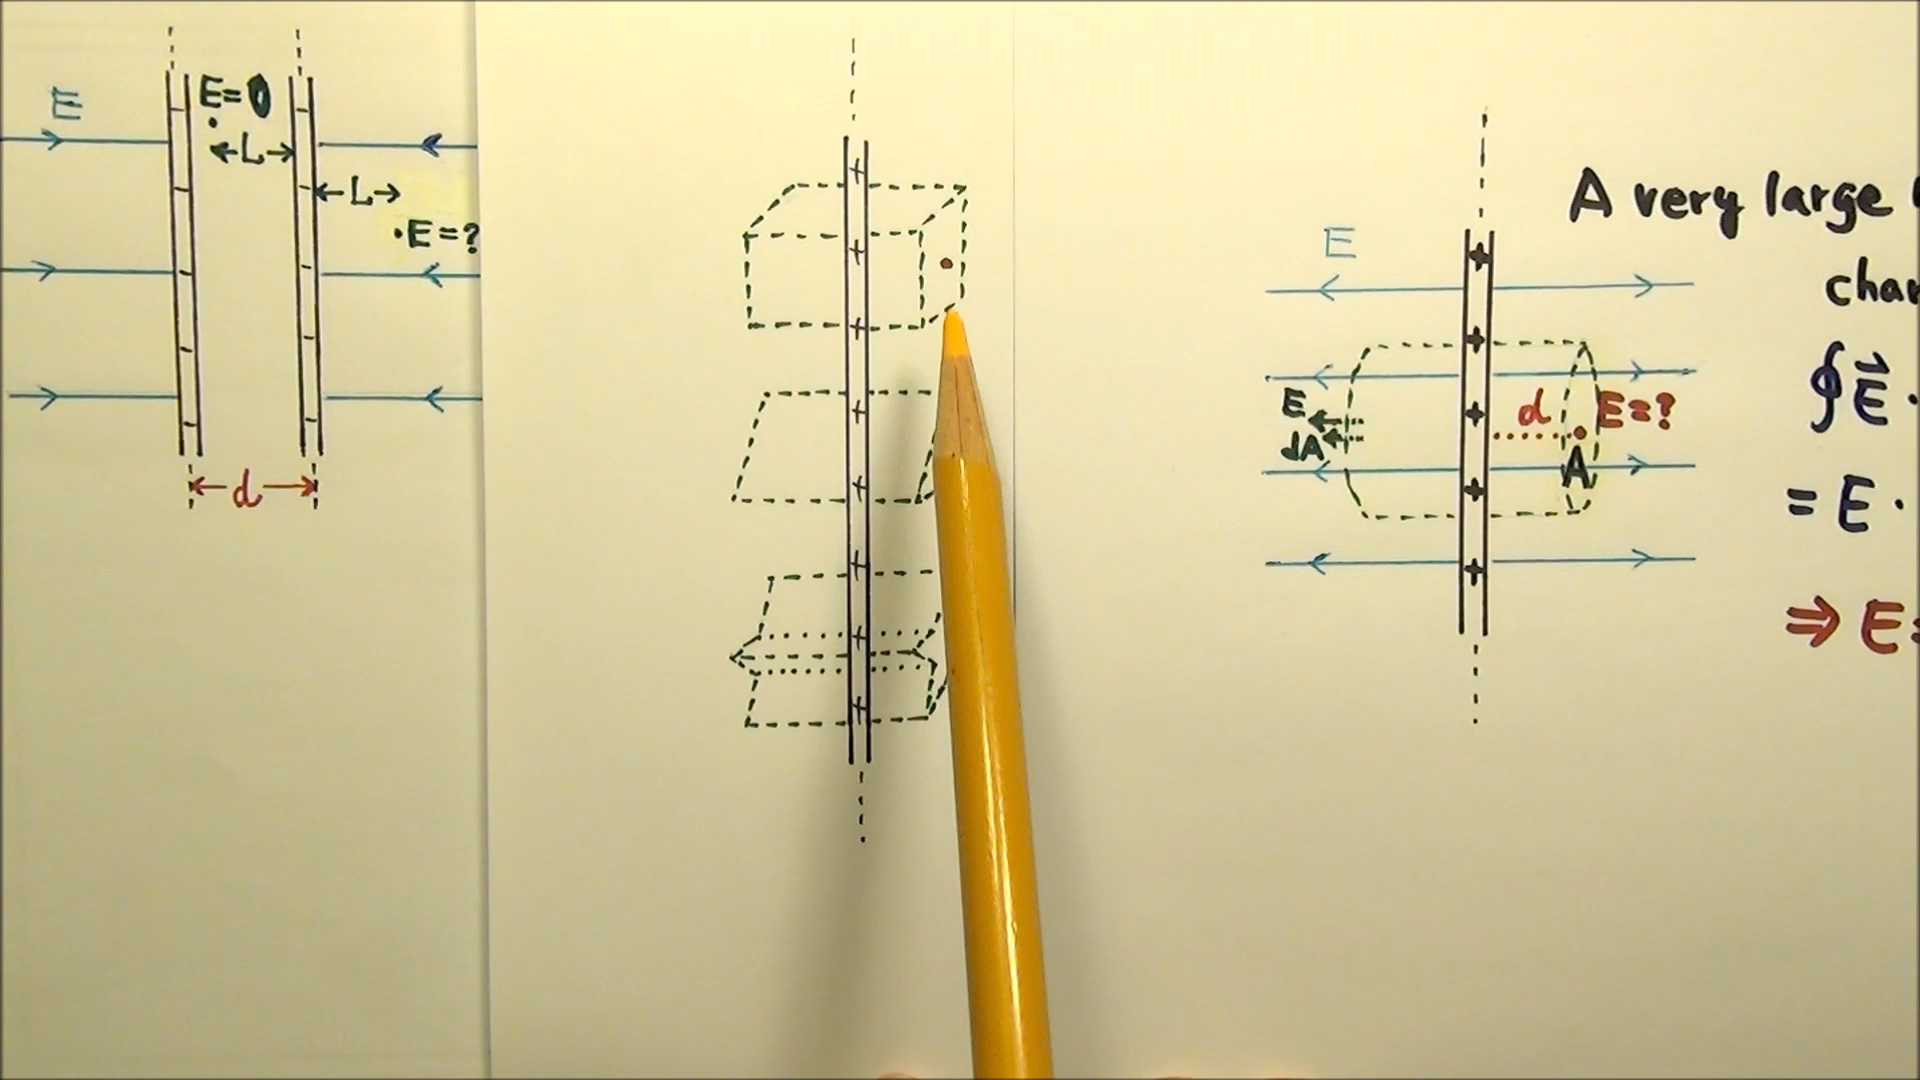 E
E=0
L
L
E=?
d
+
+
+
+
+
+
+
+
E
+
+
+
+
+
E
dA
d
E=?
A
A very large
char
∮E⃗·
= E·
⇒ E=